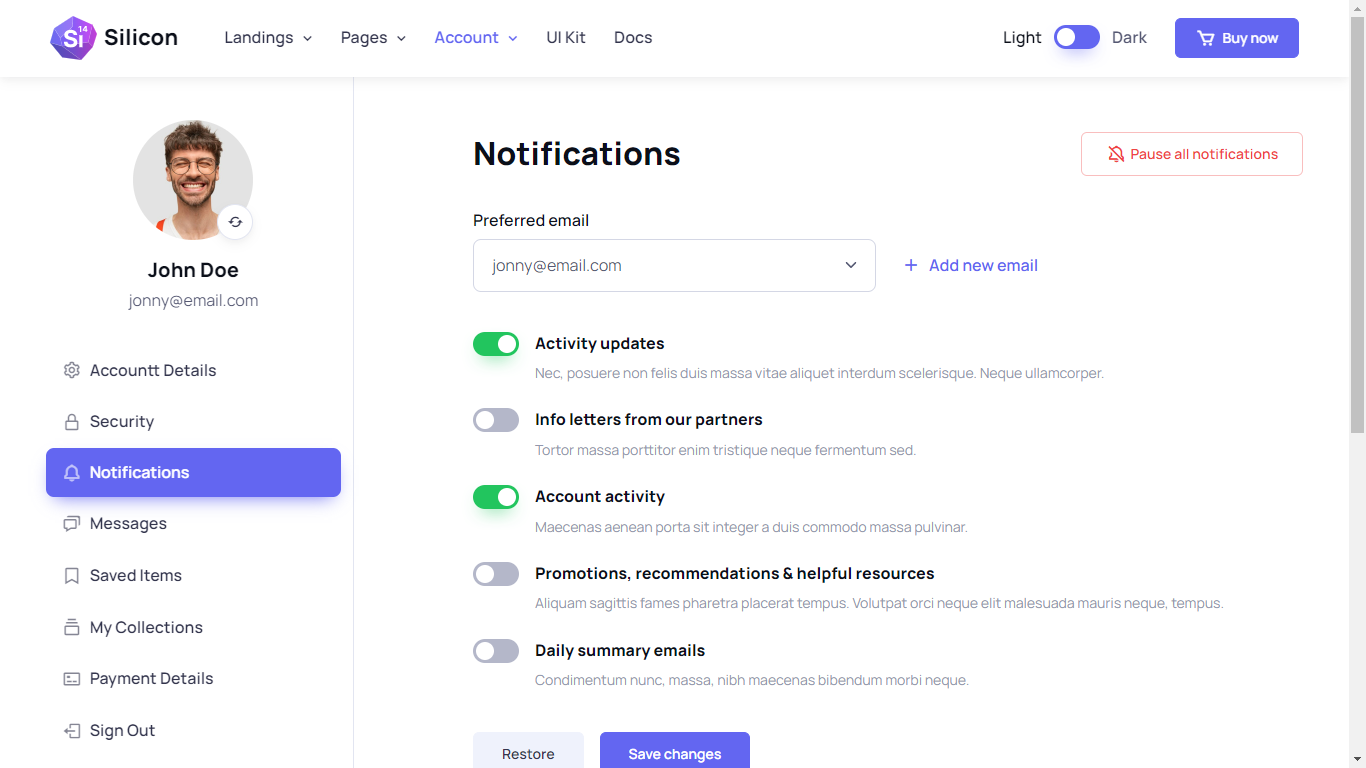 Si 14 Silicon Landings Pages Account UI Kit Docs Light Dark Buy now
Notifications
Pause all notifications
Preferred email
jonny@email.com
Add new email
John Doe
jonny@email.com
Accountt Details
Security
Notifications
Messages
Saved Items
My Collections
Payment Details
Sign Out
Activity updates
Nec, posuere non felis duis massa vitae aliquet interdum scelerisque. Neque ullamcorper.
Info letters from our partners
Tortor massa porttitor enim tristique neque fermentum sed.
Account activity
Maecenas aenean porta sit integer a duis commodo massa pulvinar.
Promotions, recommendations & helpful resources
Aliquam sagittis fames pharetra placerat tempus. Volutpat orci neque elit malesuada mauris neque, tempus.
Daily summary emails
Condimentum nunc, massa, nibh maecenas bibendum morbi neque.
Restore
Save changes